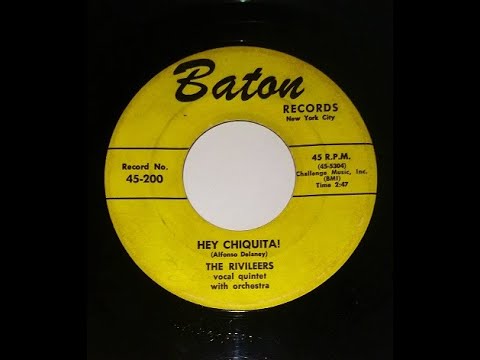 Baton
RECORDS
New York City
Record No.
45-200
45 R.P.M.
(45-5304)
Challenge Music, Inc.
(BMI)
Time 2:47
HEY CHIQUITA!
(Alfonso Delaney)
THE RIVILEERS
vocal quintet
with orchestra